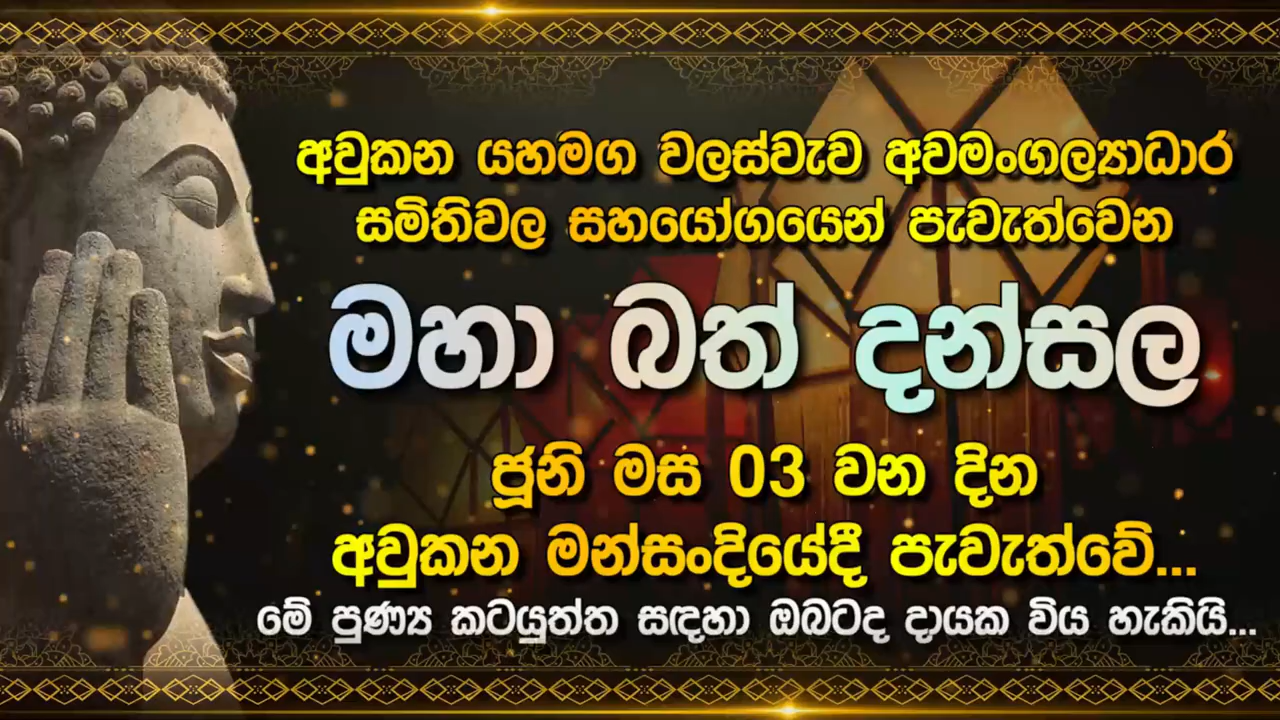 අවුකන යහමග වලස්වැව අවමංගල්‍යාධාර
සමිතිවල සහයෝගයෙන් පැවැත්වෙන
මහා බත් දන්සල
ජූනි මස 03 වන දින
අවුකන මන්සංදියේදී පැවැත්වේ...
මේ පුණ්‍ය කටයුත්ත සඳහා ඔබටද දායක විය හැකියි...